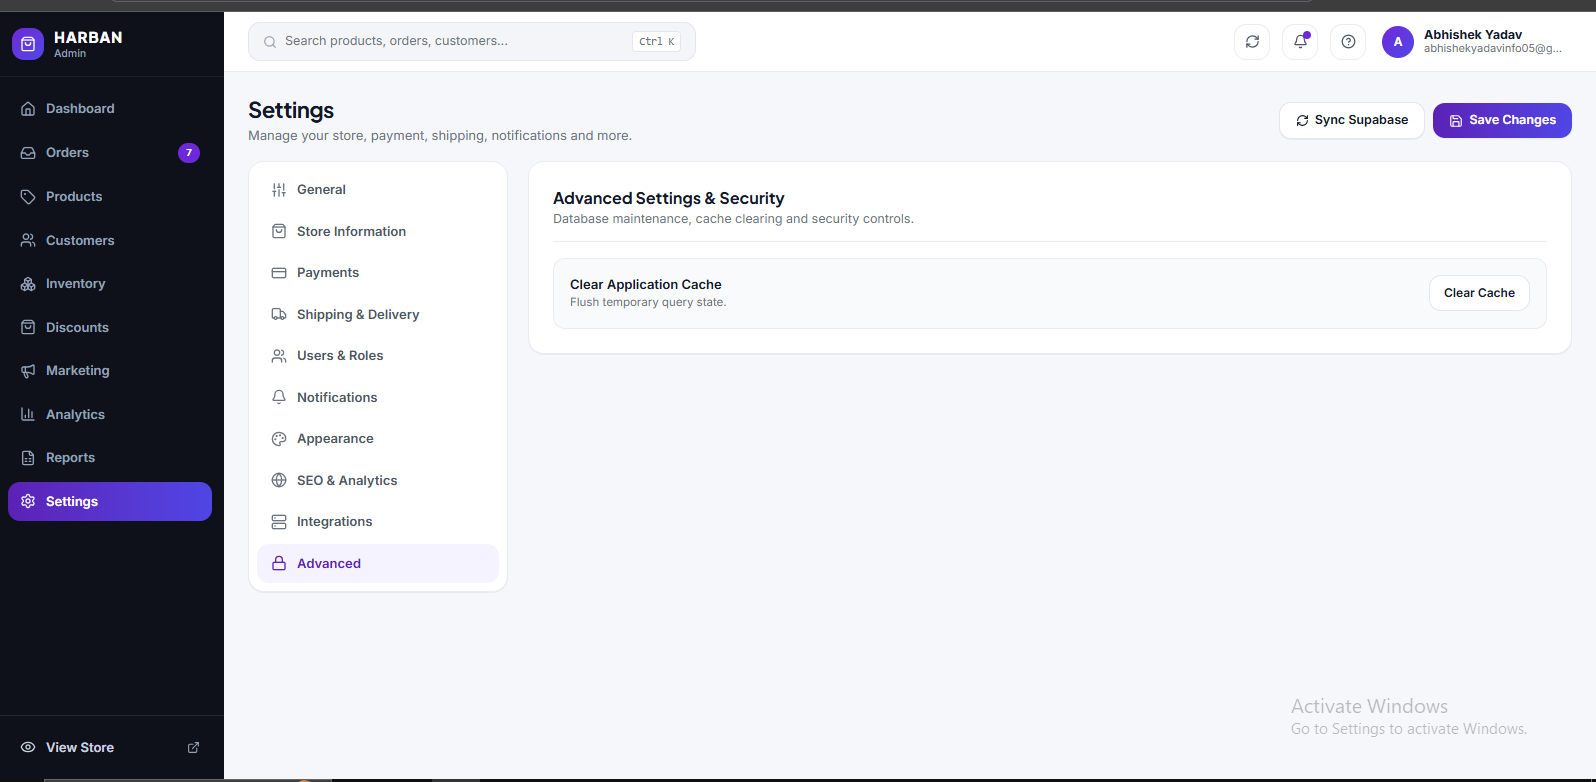 HARBAN
Admin
Search products, orders, customers...
Ctrl K
A
Abhishek Yadav
abhishekyadavinfo05@g...
Dashboard
Orders
7
Products
Customers
Inventory
Discounts
Marketing
Analytics
Reports
Settings
View Store
Settings
Manage your store, payment, shipping, notifications and more.
Sync Supabase
Save Changes
General
Store Information
Payments
Shipping & Delivery
Users & Roles
Notifications
Appearance
SEO & Analytics
Integrations
Advanced
Advanced Settings & Security
Database maintenance, cache clearing and security controls.
Clear Application Cache
Flush temporary query state.
Clear Cache
Activate Windows
Go to Settings to activate Windows.